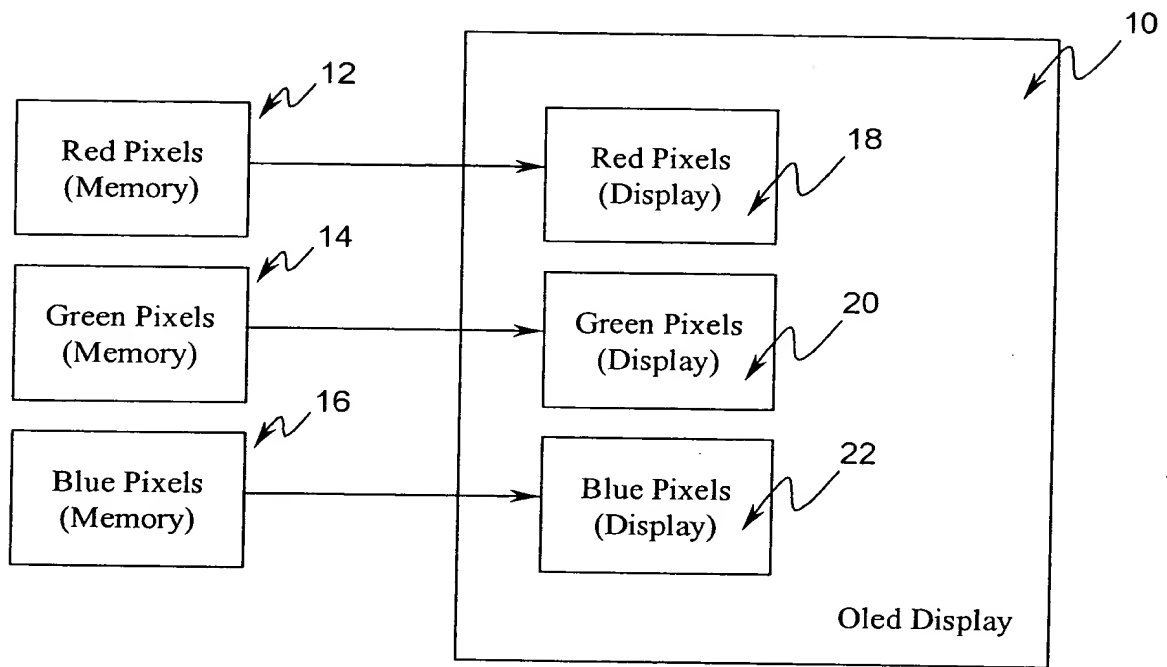 10
12
Red Pixels
(Memory)
Red Pixels
(Display)
18
14
Green Pixels
(Memory)
Green Pixels
(Display)
20
16
Blue Pixels
(Memory)
Blue Pixels
(Display)
22
Oled Display